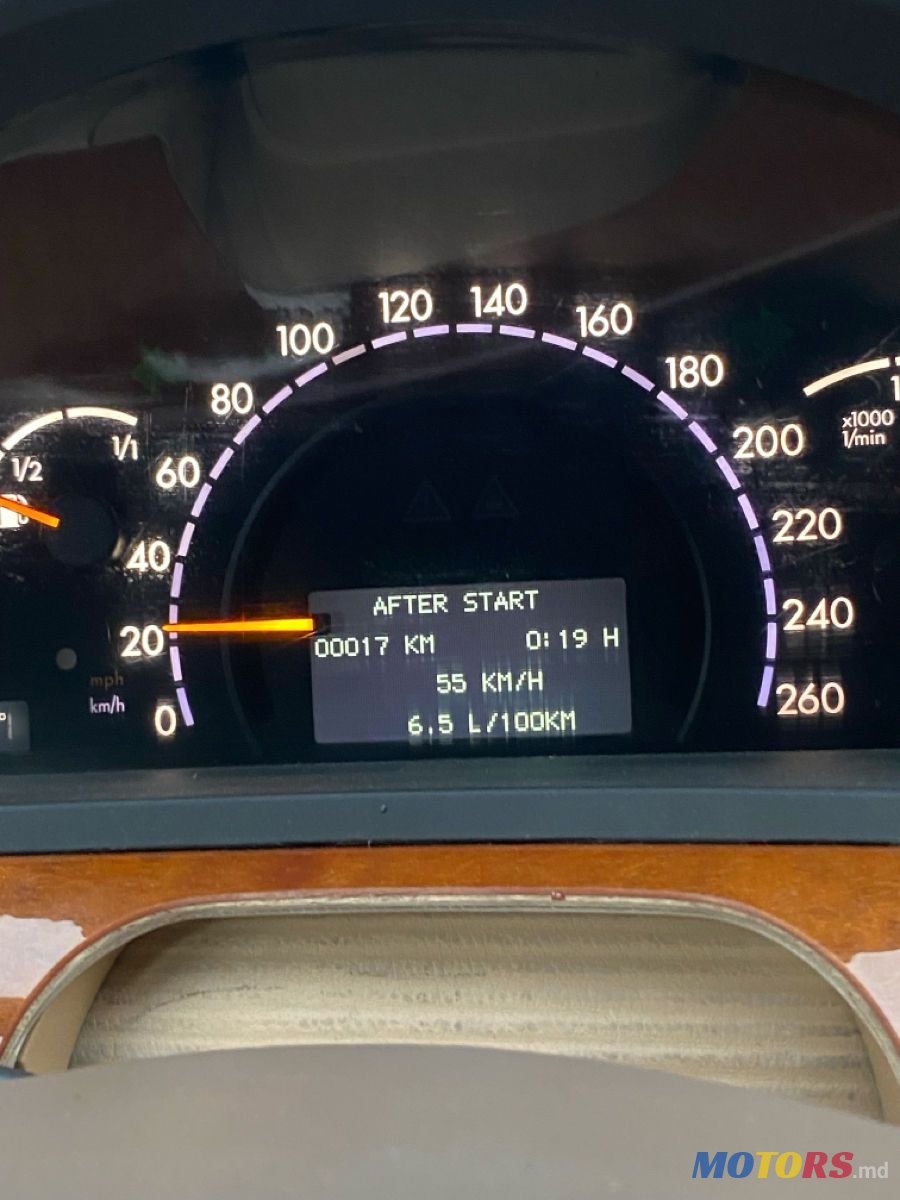 120 140
100 160
80 180
60 200
40 220
20 240
0 260
1/2 1/1
x1000
1/min
mph
km/h
AFTER START
00017 KM 0:19 H
55 KM/H
6.5 L/100KM
MOTORS.md